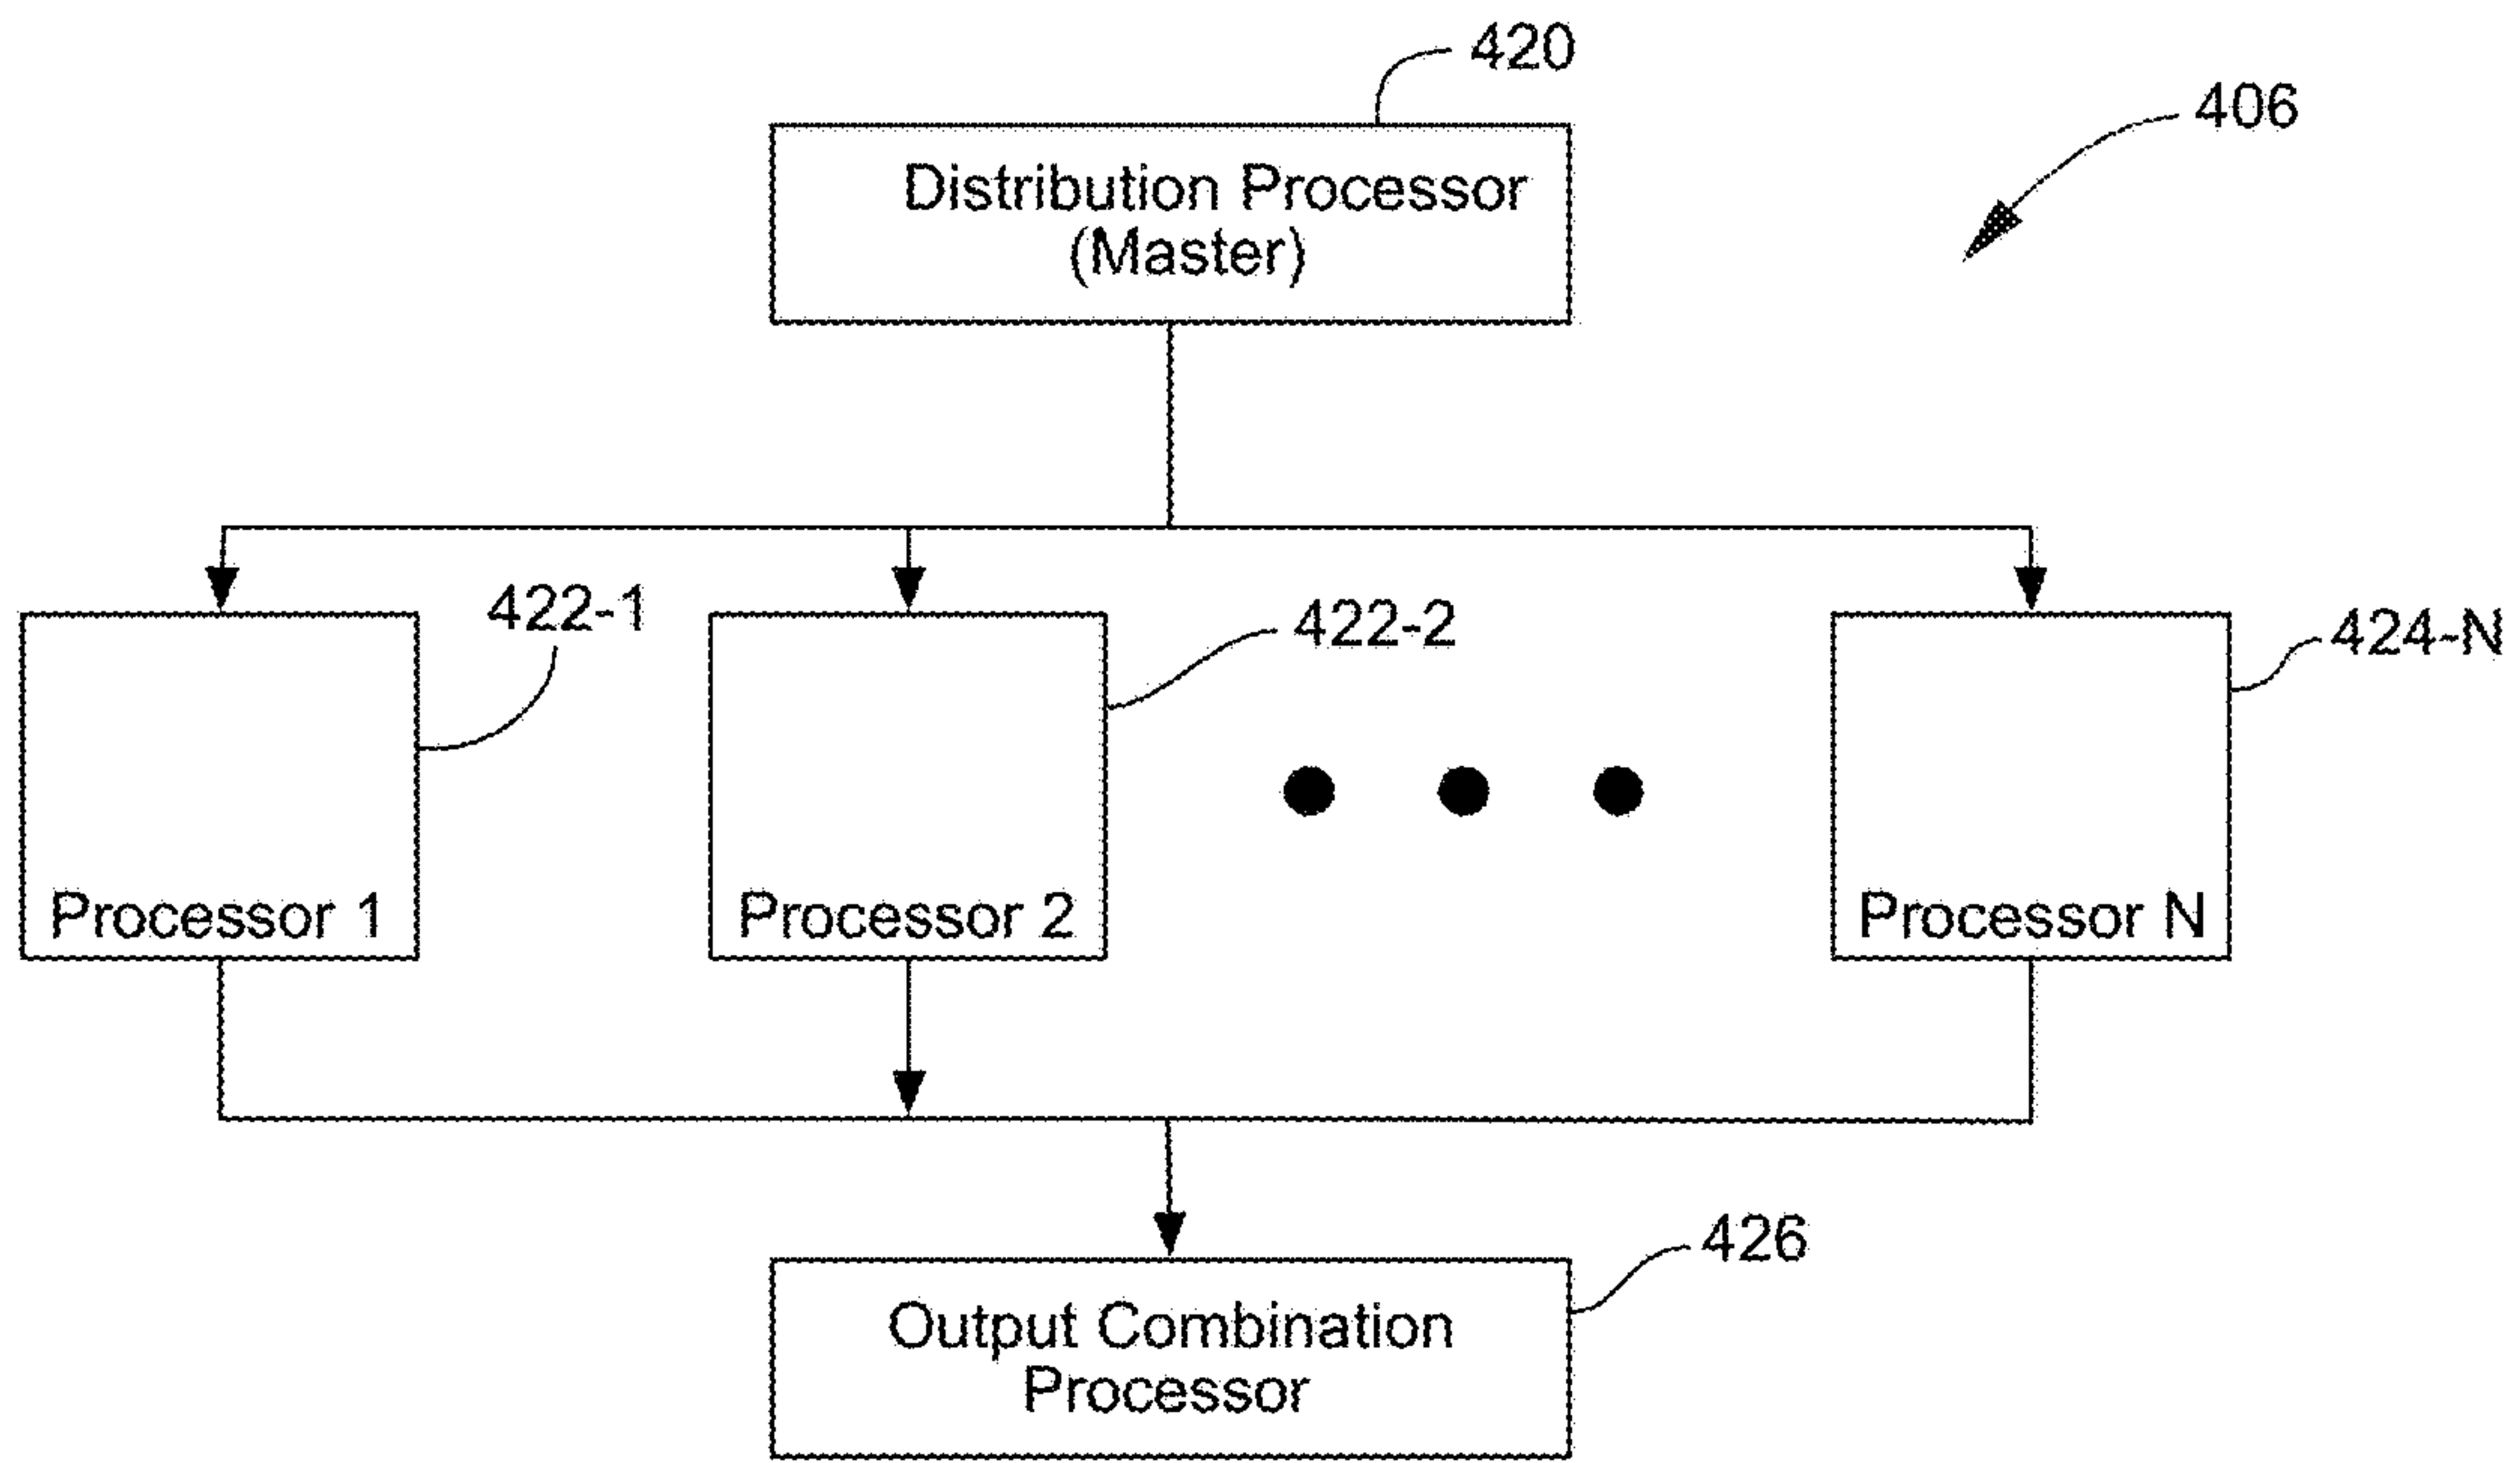 420
406
Distribution Processor
(Master)
422-1
422-2
424-N
Processor 1
Processor 2
Processor N
426
Output Combination
Processor